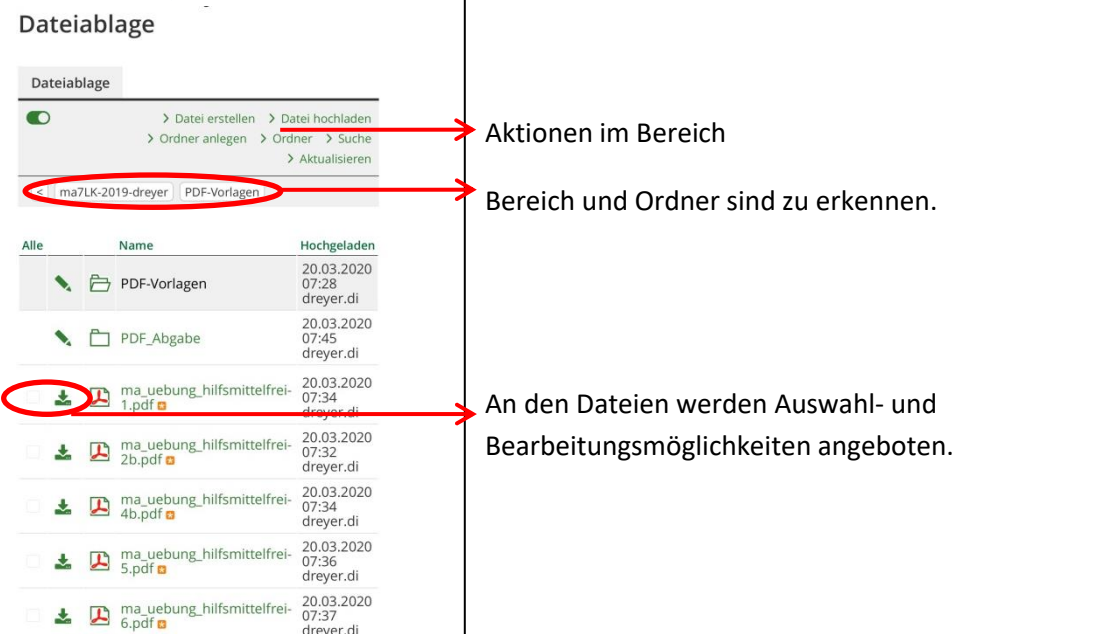 Dateiablage
Dateiablage
> Datei erstellen > Datei hochladen
> Ordner anlegen > Ordner > Suche
> Aktualisieren
< ma7LK-2019-dreyer PDF-Vorlagen
Aktionen im Bereich
Bereich und Ordner sind zu erkennen.
Alle Name Hochgeladen
PDF-Vorlagen
20.03.2020
07:28
dreyer.di
PDF_Abgabe
20.03.2020
07:45
dreyer.di
ma_uebung_hilfsmittelfrei-
1.pdf
20.03.2020
07:34
dreyer.di
An den Dateien werden Auswahl- und
Bearbeitungsmöglichkeiten angeboten.
ma_uebung_hilfsmittelfrei-
2b.pdf
20.03.2020
07:32
dreyer.di
ma_uebung_hilfsmittelfrei-
4b.pdf
20.03.2020
07:34
dreyer.di
ma_uebung_hilfsmittelfrei-
5.pdf
20.03.2020
07:36
dreyer.di
ma_uebung_hilfsmittelfrei-
6.pdf
20.03.2020
07:37
dreyer.di